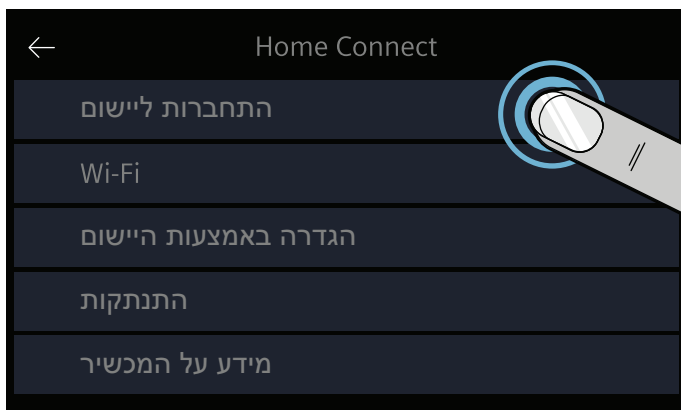 Home Connect
התחברות ליישום
Wi-Fi
הגדרה באמצעות היישום
התנתקות
מידע על המכשיר